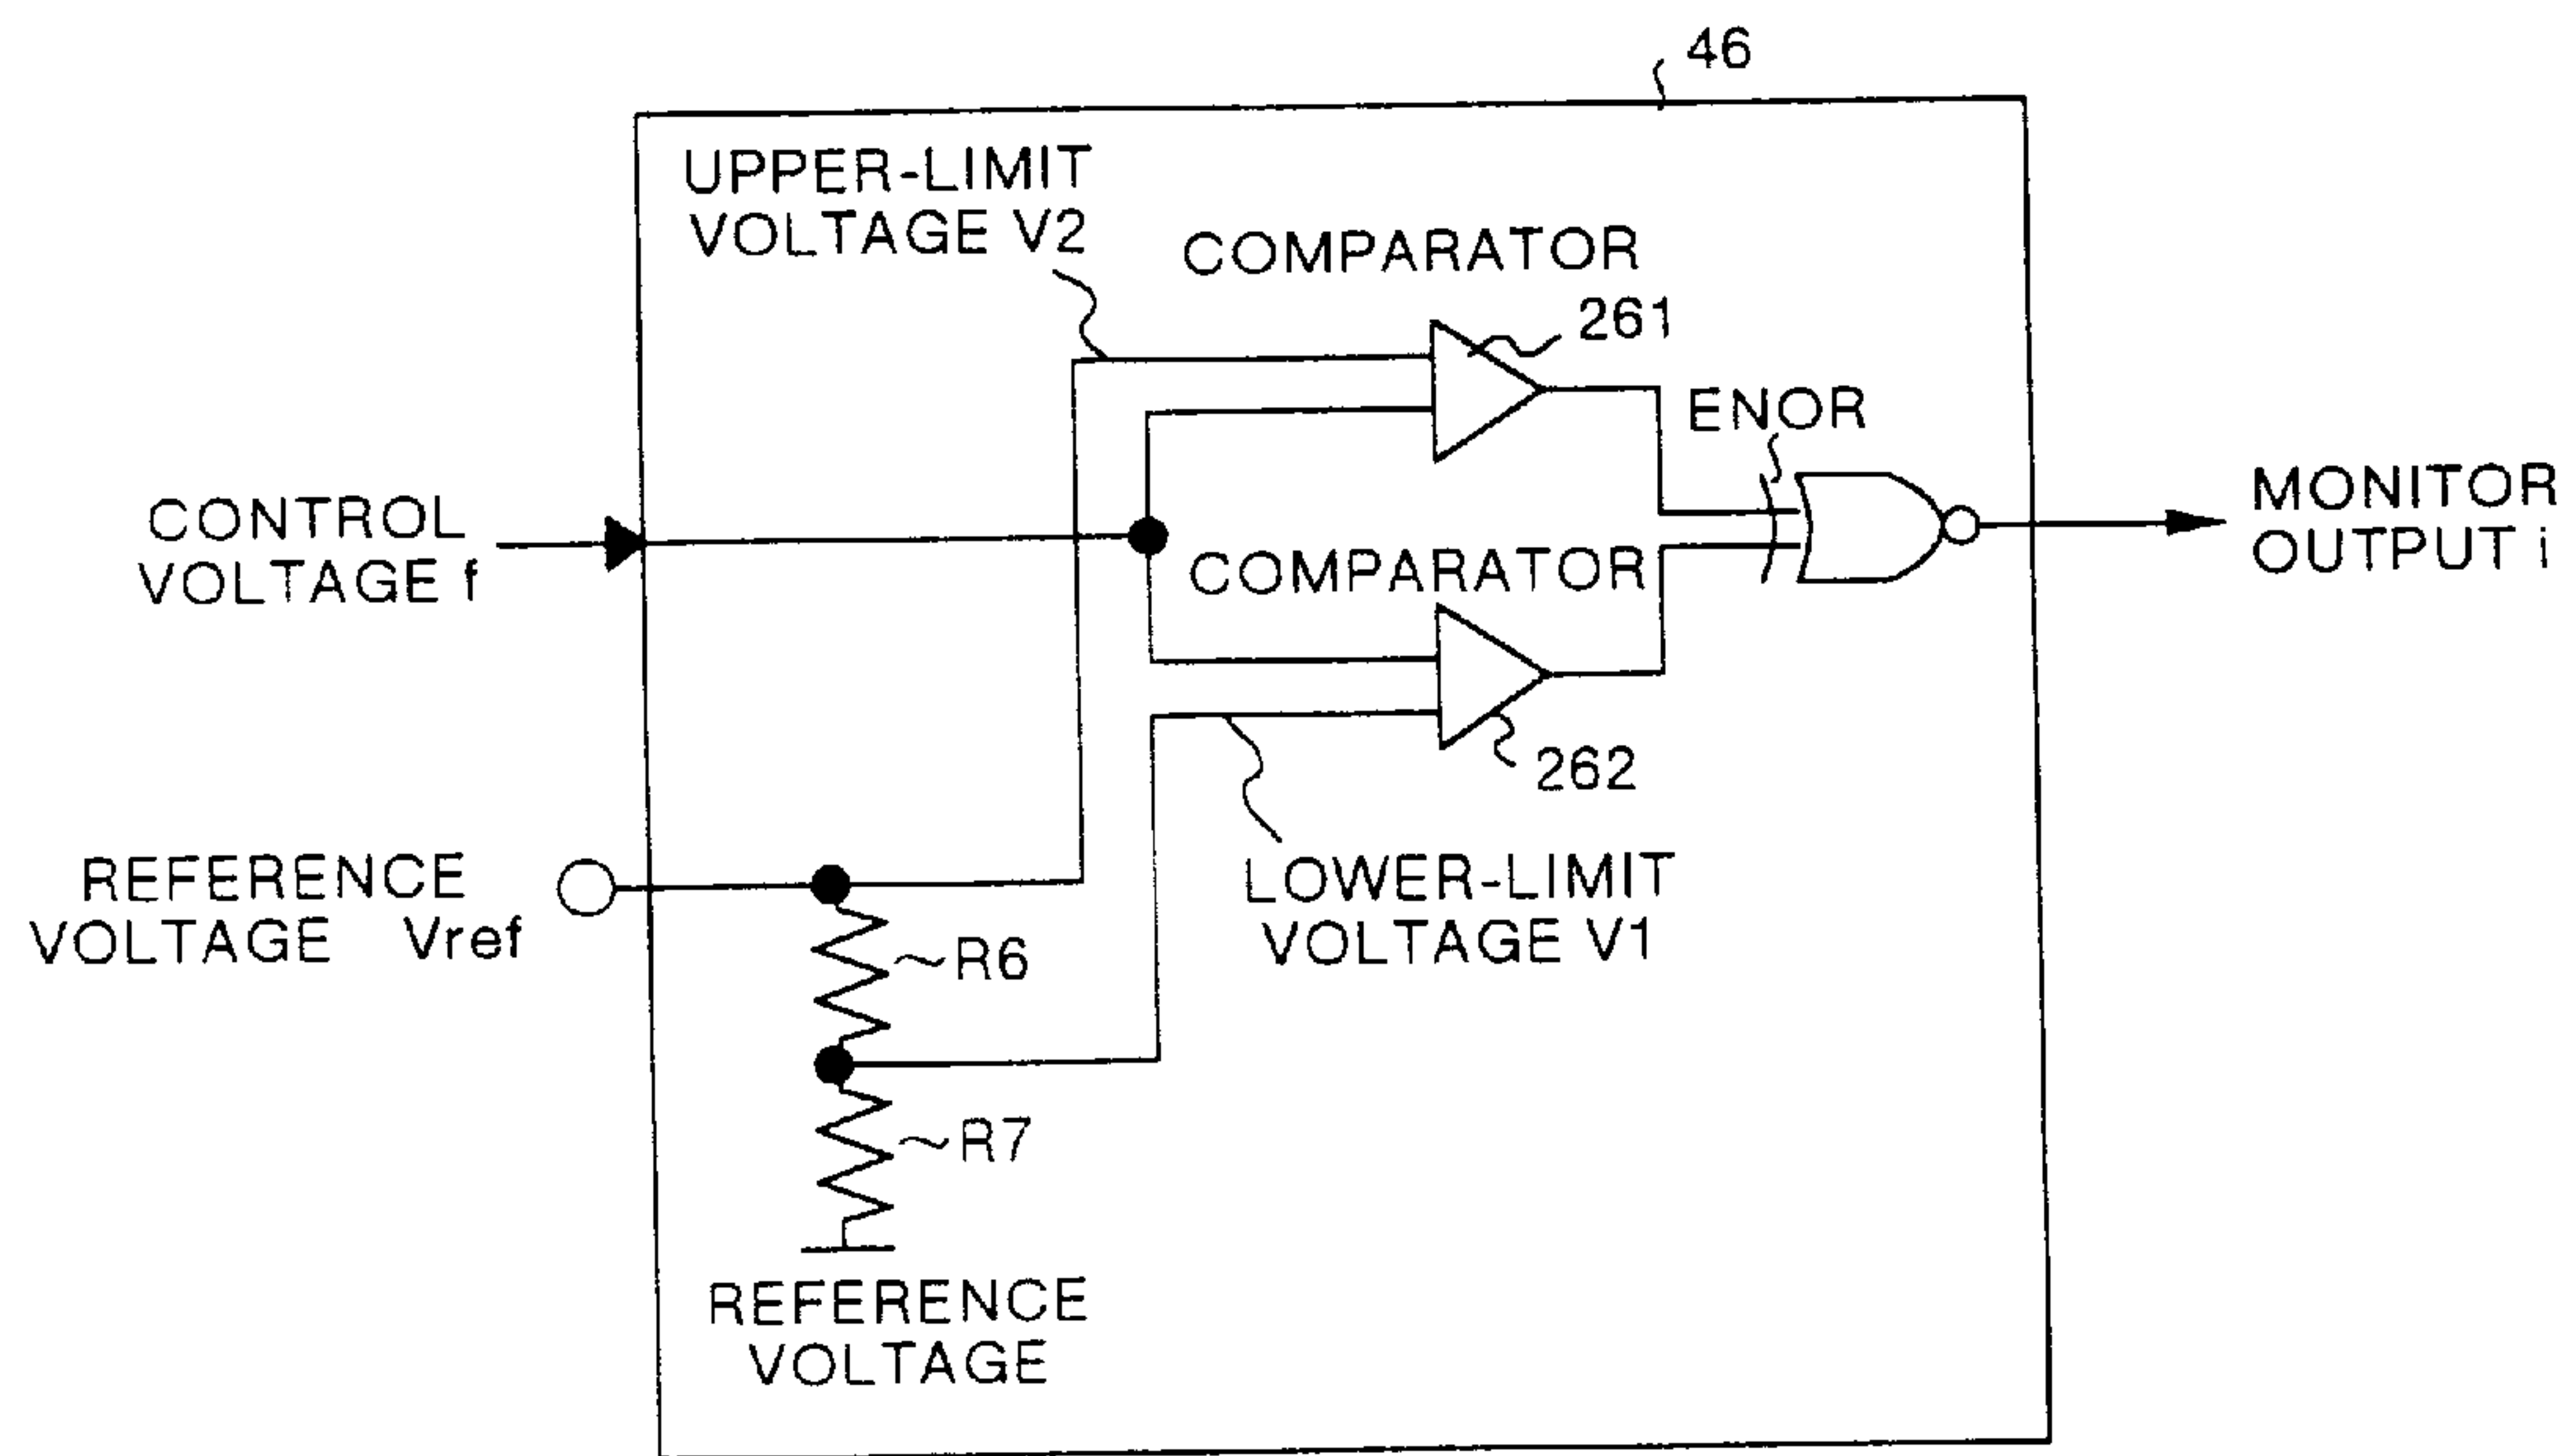 46
UPPER-LIMIT
VOLTAGE V2
COMPARATOR
261
ENOR
CONTROL
VOLTAGE f
MONITOR
OUTPUT i
COMPARATOR
262
REFERENCE
VOLTAGE Vref
LOWER-LIMIT
VOLTAGE V1
~R6
~R7
REFERENCE
VOLTAGE